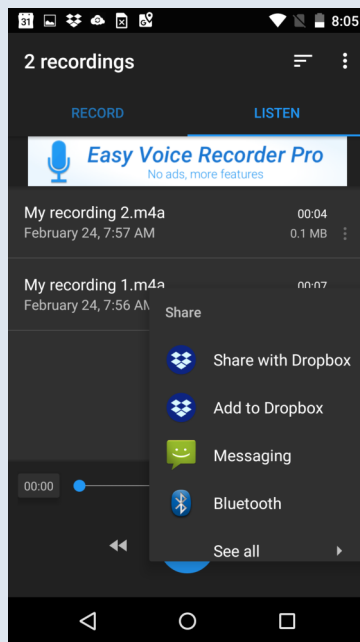 31
8:05
2 recordings
RECORD
LISTEN
Easy Voice Recorder Pro
No ads, more features
My recording 2.m4a
00:04
February 24, 7:57 AM
0.1 MB
My recording 1.m4a
00:07
February 24, 7:56 AM
Share
Share with Dropbox
Add to Dropbox
Messaging
Bluetooth
00:00
See all